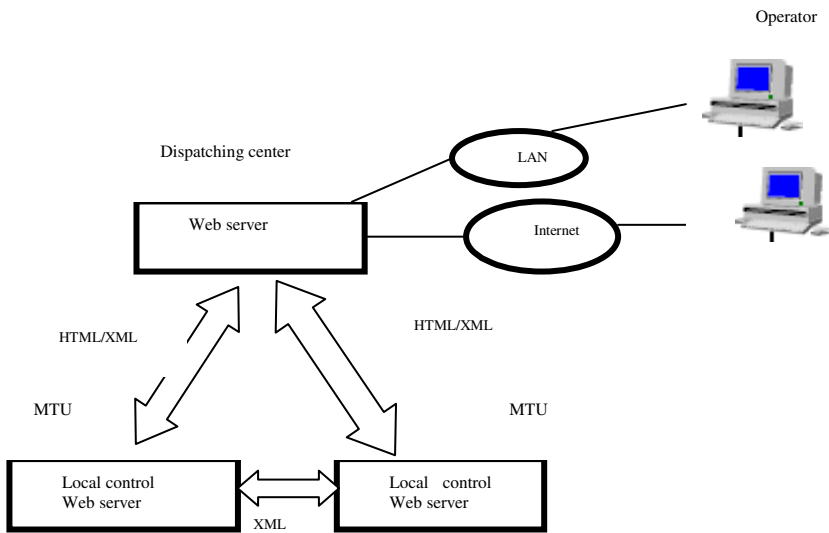 Operator
LAN
Dispatching center
Web server
Internet
HTML/XML
HTML/XML
MTU
MTU
Local control
Web server
Local control
Web server
XML